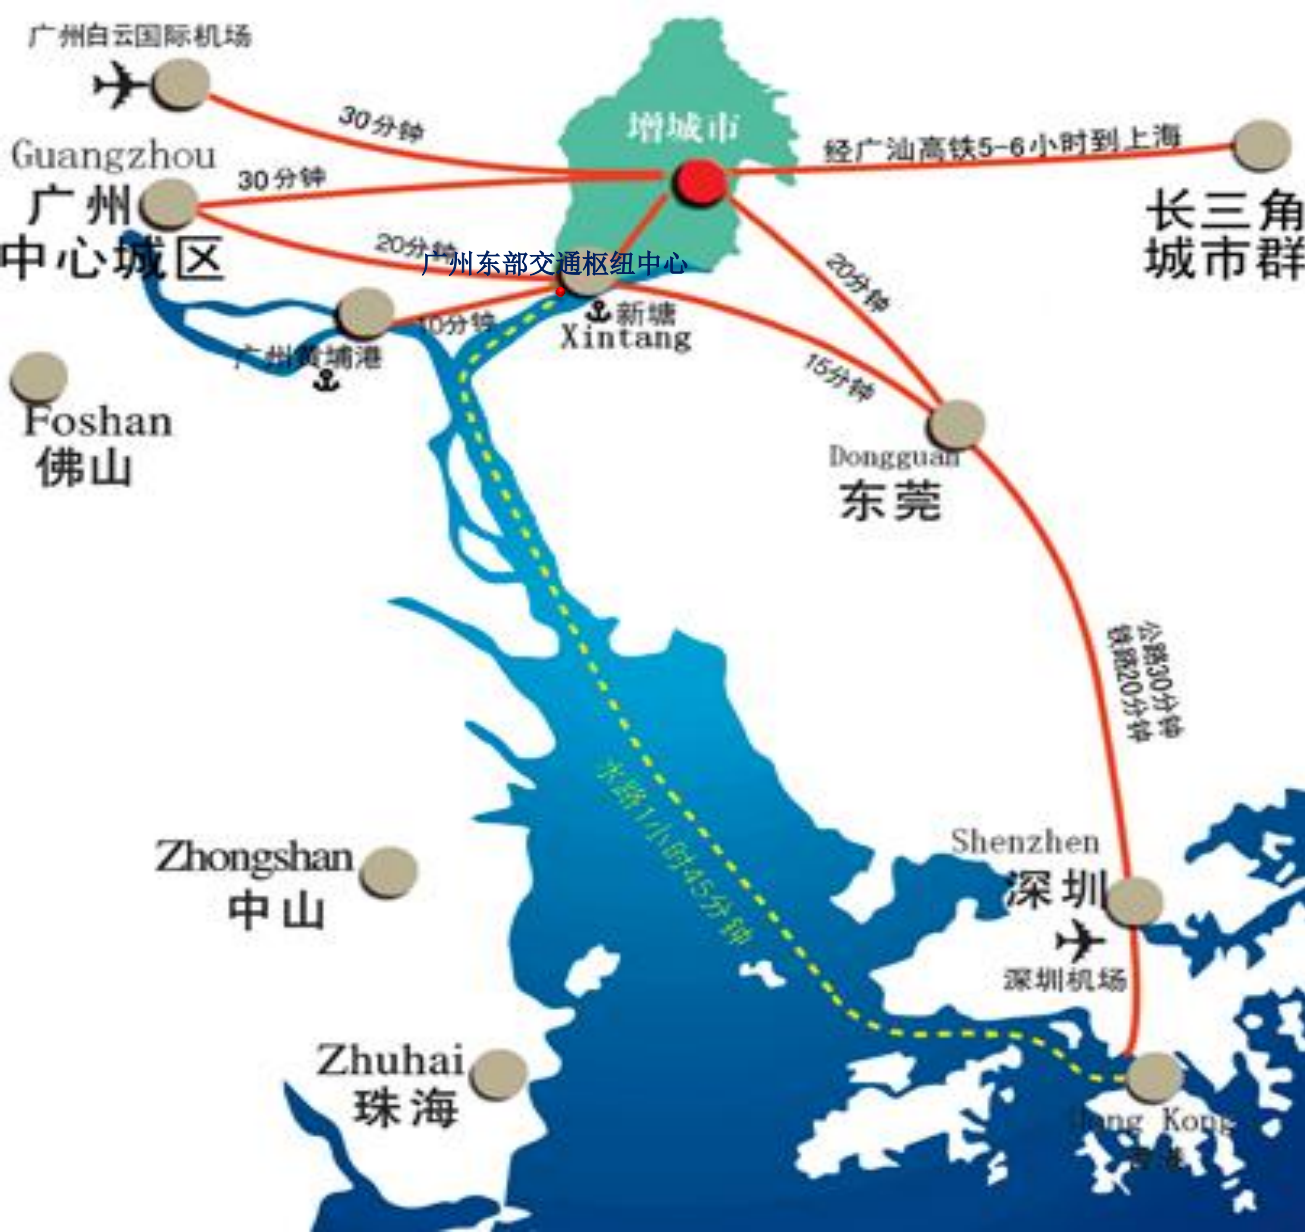 广州白云国际机场
30分钟
增城市
经广汕高铁5-6小时到上海
Guangzhou
广州
中心城区
30分钟
20分钟
广州东部交通枢纽中心
长三角
城市群
20分钟
10分钟
新塘
Xintang
广州黄埔港
15分钟
Foshan
佛山
Dongguan
东莞
公路30分钟
铁路20分钟
水路1小时45分钟
Zhongshan
中山
Shenzhen
深圳
深圳机场
Zhuhai
珠海
Hong Kong
香港